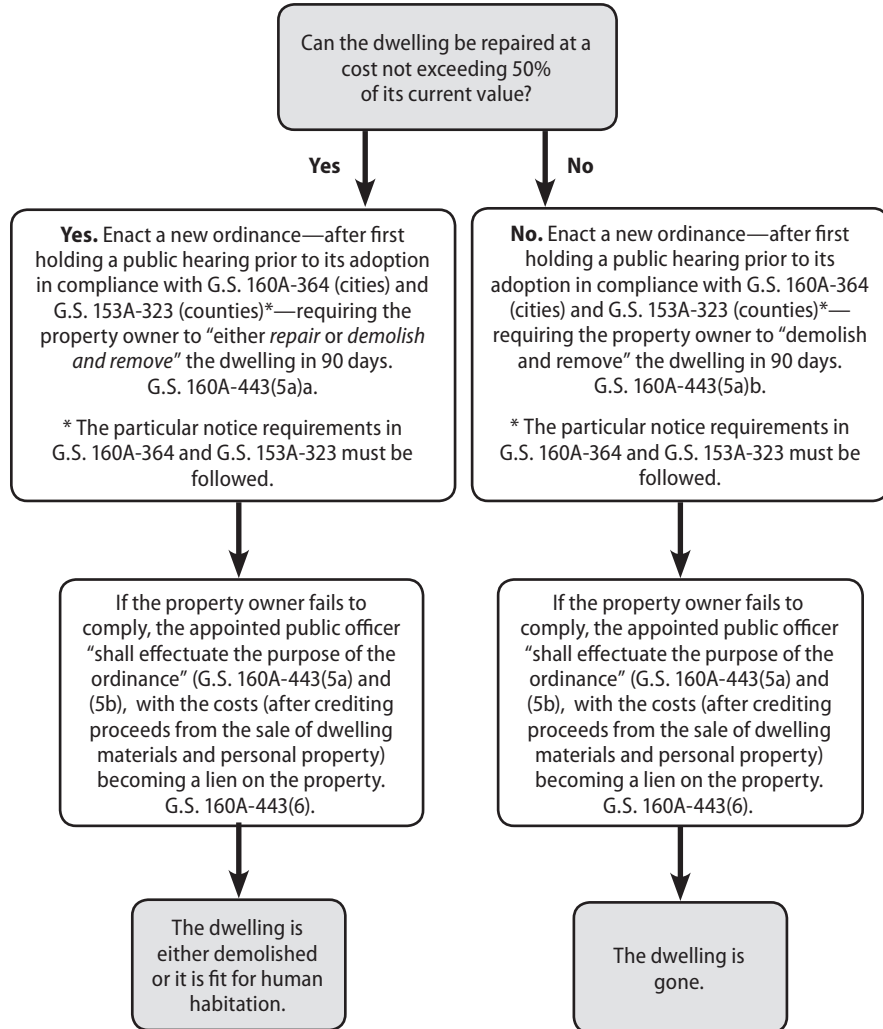 Can the dwelling be repaired at a
cost not exceeding 50%
of its current value?
Yes
No
Yes. Enact a new ordinance—after first
holding a public hearing prior to its adoption
in compliance with G.S. 160A-364 (cities) and
G.S. 153A-323 (counties)*—requiring the
property owner to “either repair or demolish
and remove” the dwelling in 90 days.
G.S. 160A-443(5a)a.
* The particular notice requirements in
G.S. 160A-364 and G.S. 153A-323 must be
followed.
No. Enact a new ordinance—after first
holding a public hearing prior to its
adoption in compliance with G.S. 160A-364
(cities) and G.S. 153A-323 (counties)*—
requiring the property owner to “demolish
and remove” the dwelling in 90 days.
G.S. 160A-443(5a)b.
* The particular notice requirements in
G.S. 160A-364 and G.S. 153A-323 must be
followed.
If the property owner fails to
comply, the appointed public officer
“shall effectuate the purpose of the
ordinance” (G.S. 160A-443(5a) and
(5b), with the costs (after crediting
proceeds from the sale of dwelling
materials and personal property)
becoming a lien on the property.
G.S. 160A-443(6).
If the property owner fails to
comply, the appointed public officer
“shall effectuate the purpose of the
ordinance” (G.S. 160A-443(5a) and
(5b), with the costs (after crediting
proceeds from the sale of dwelling
materials and personal property)
becoming a lien on the property.
G.S. 160A-443(6).
The dwelling is
either demolished
or it is fit for human
habitation.
The dwelling is
gone.